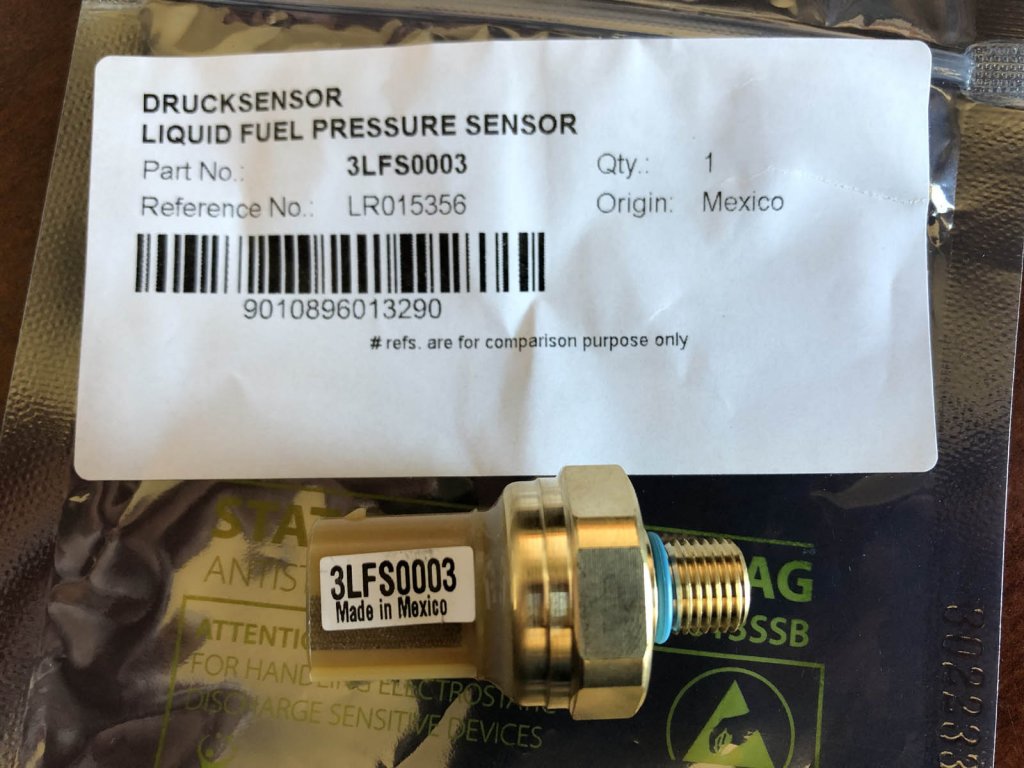 DRUCKSENSOR
LIQUID FUEL PRESSURE SENSOR
Part No.: 3LFS0003 Qty.: 1
Reference No.: LR015356 Origin: Mexico
9010896013290
# refs. are for comparison purpose only
3LFS0003
Made in Mexico
AG
SSB
ATTENTIO
FOR HANDLING ELECTROSTATIC
DISCHARGE SENSITIVE DEVICES